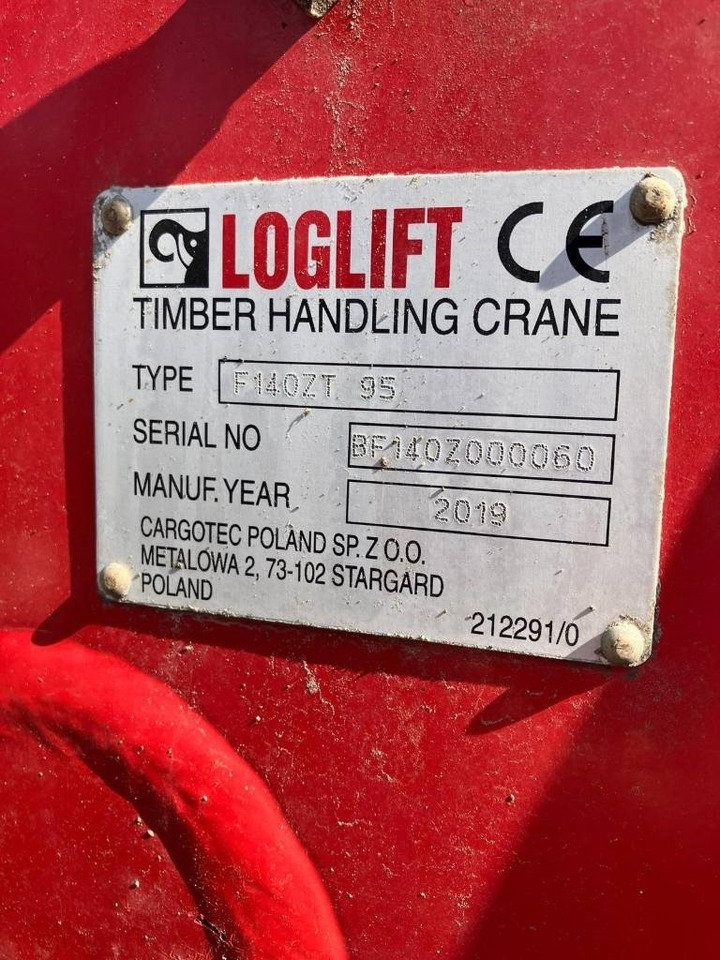 LOGLIFT CE
TIMBER HANDLING CRANE
TYPE F140ZT 95
SERIAL NO BF140Z000060
MANUF. YEAR 2019
CARGOTEC POLAND SP. Z O.O.
METALOWA 2, 73-102 STARGARD
POLAND
212291/0